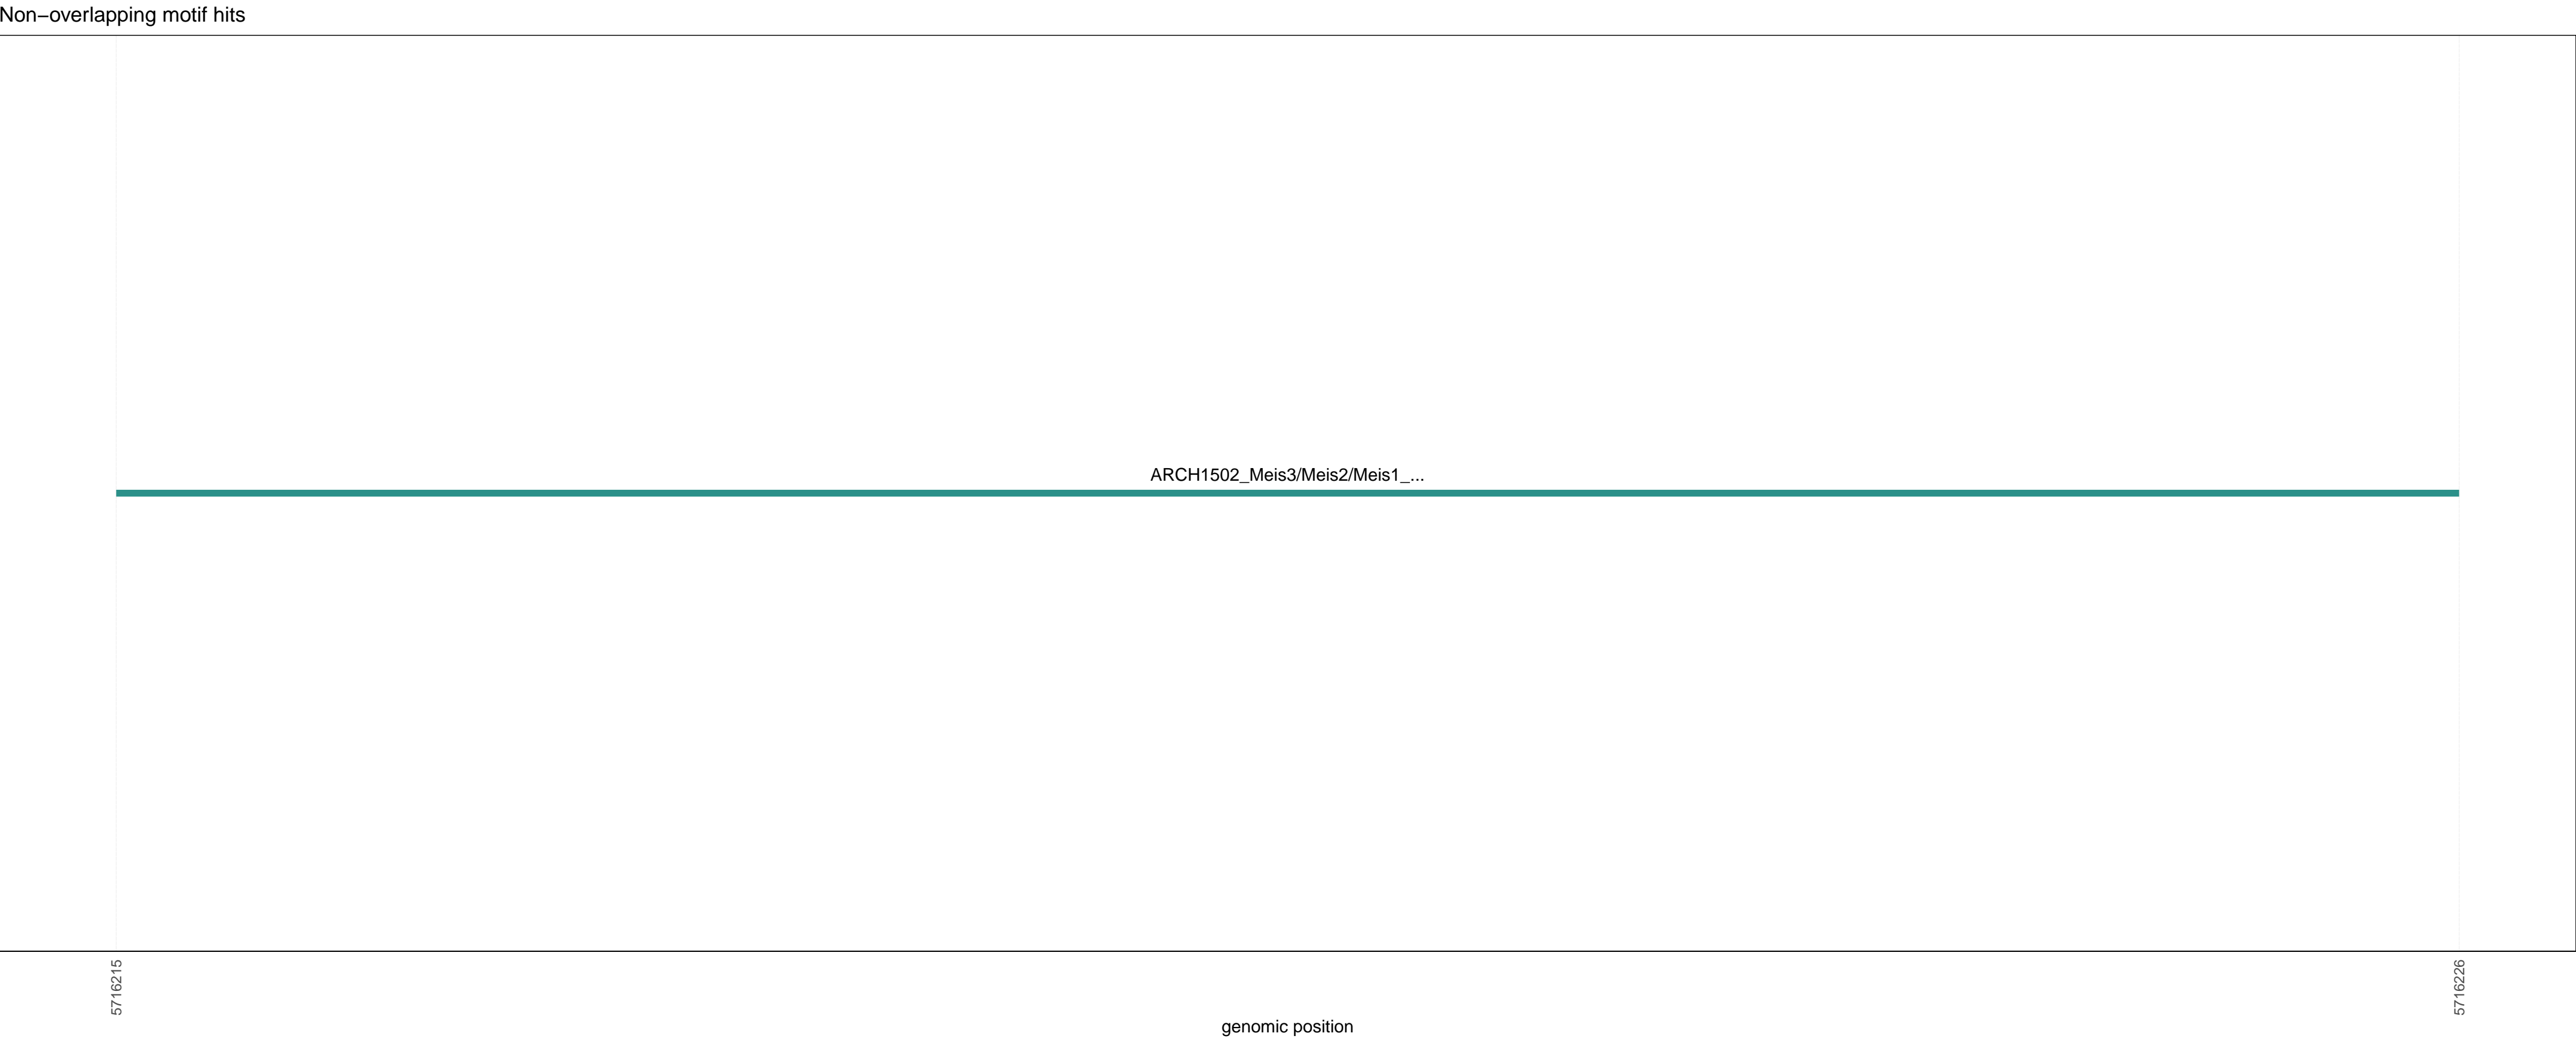 Non−overlapping motif hits
ARCH1502_Meis3/Meis2/Meis1_...
5716215
5716226
genomic position